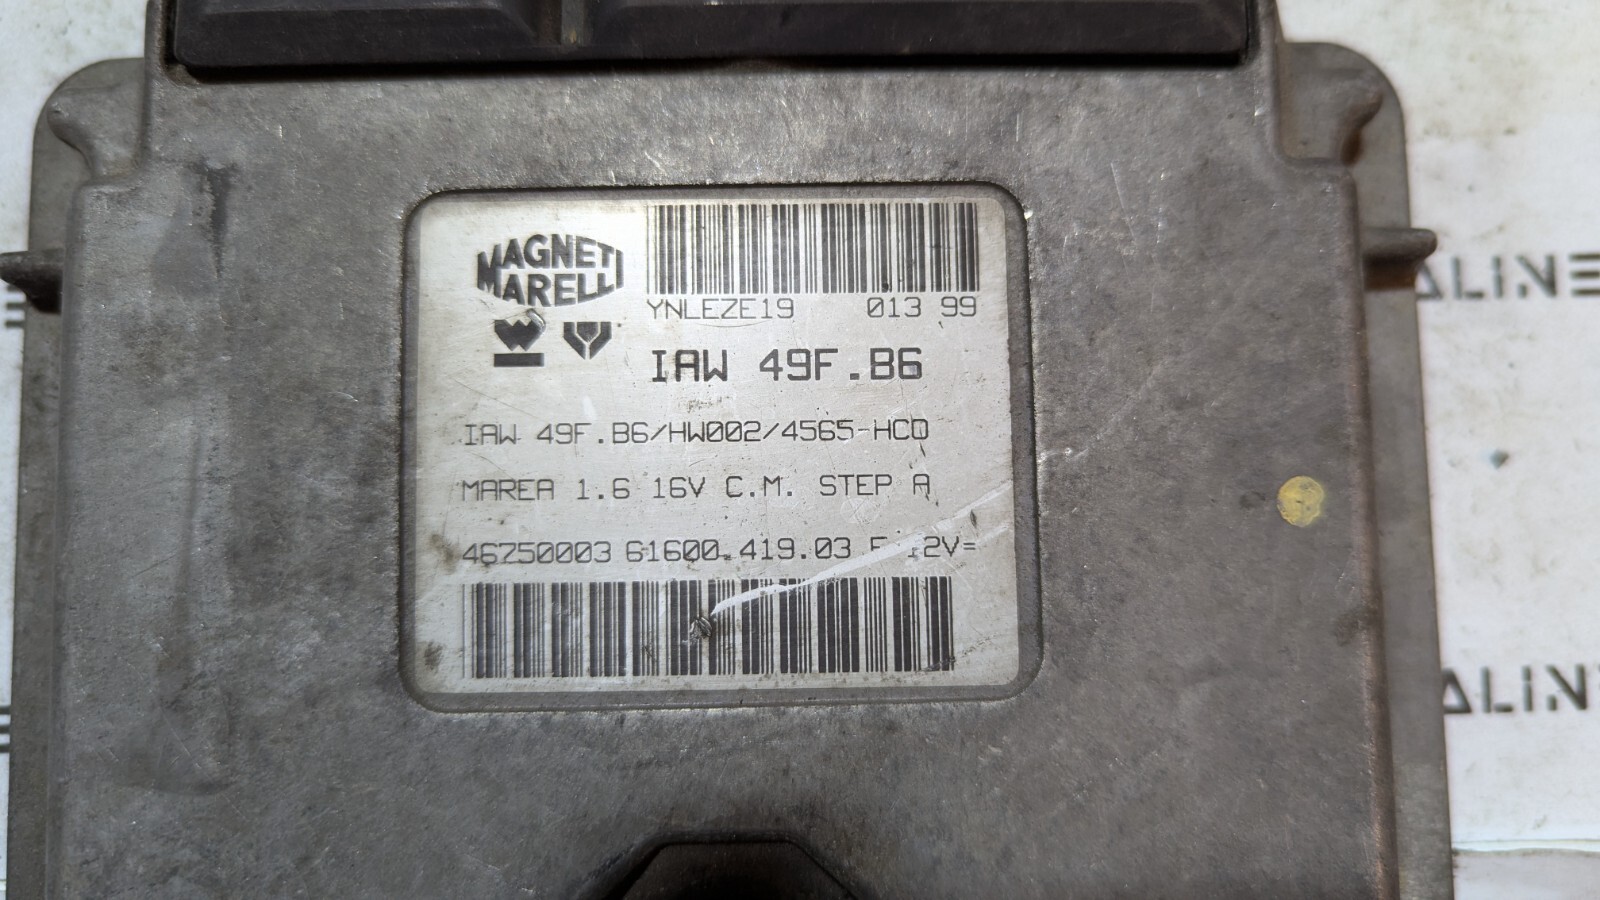 MAGNETI
MARELLI
YNLEZE19 013 99
IAW 49F.B6
IAW 49F.B6/HW002/4565-HCD
MAREA 1.6 16V C.M. STEP A
46750003 61600.419.03 12V=
ALINE
ALINE